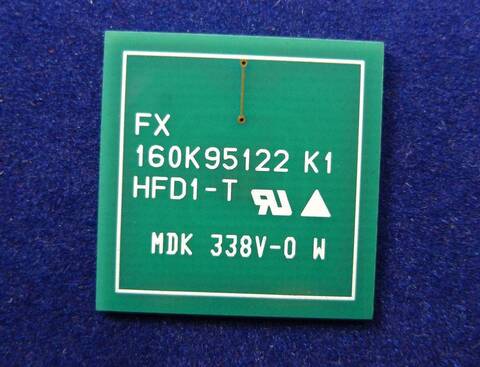 FX
160K95122 K1
HFD1-T
MDK 338V-0 W